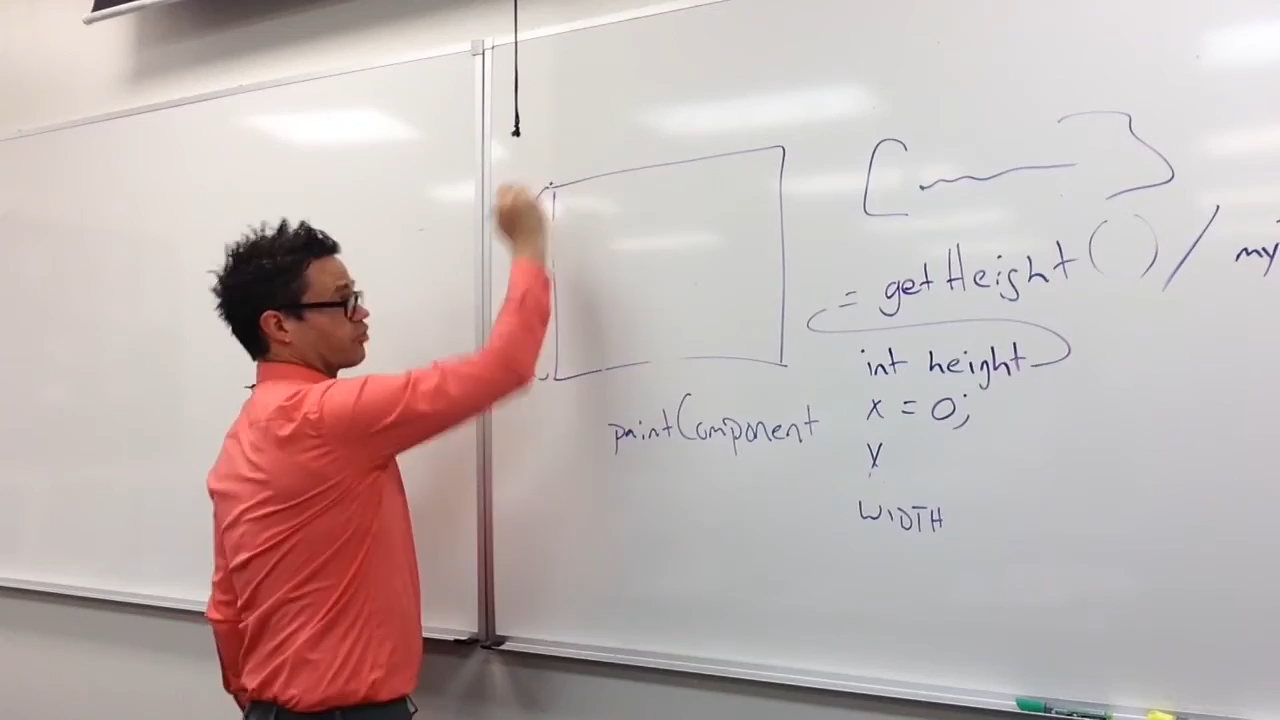 = getHeight() / my
int height
x = 0;
y
WIDTH
paintComponent